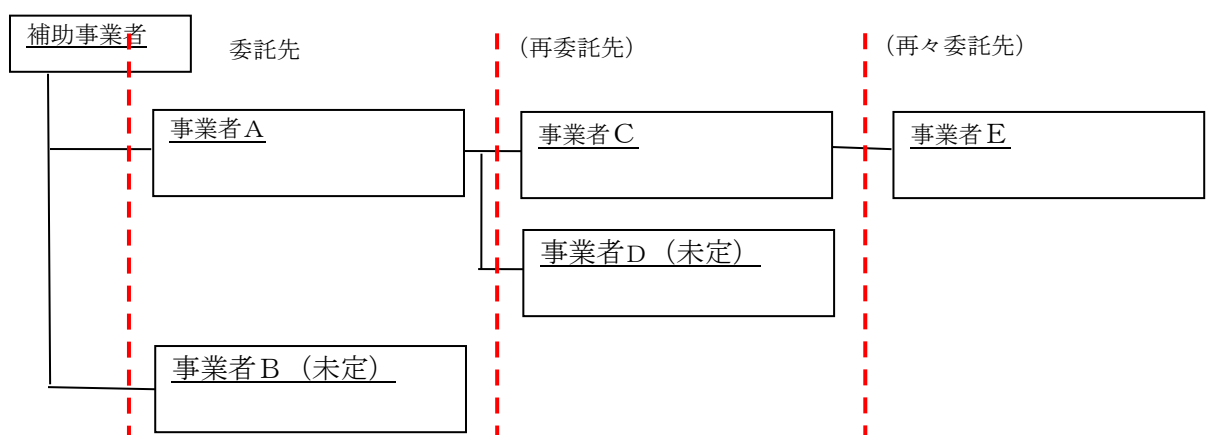 補助事業者
委託先
（再委託先）
（再々委託先）
事業者Ａ
事業者Ｃ
事業者Ｅ
事業者D（未定）
事業者Ｂ（未定）